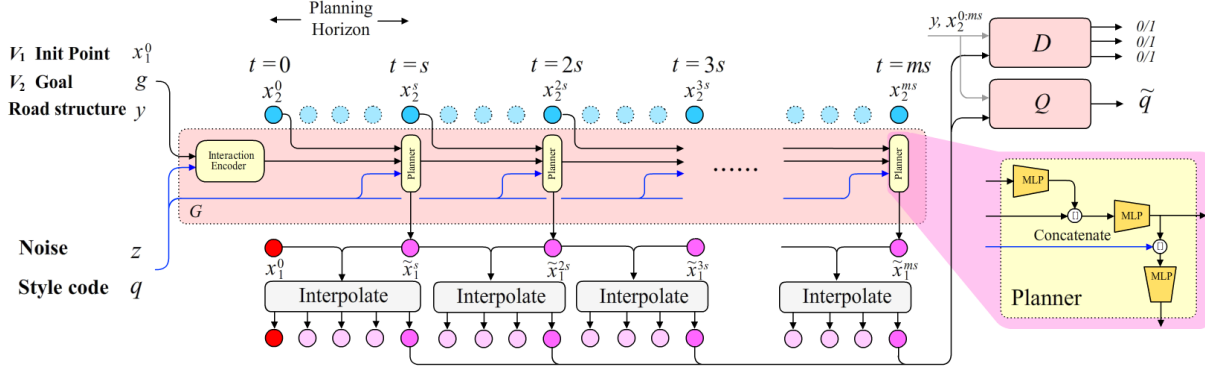 Planning
Horizon
V₁ Init Point x₁⁰
V₂ Goal g
Road structure y
t=0 t=s t=2s t=3s t=ms
x₂⁰ x₂ˢ x₂²ˢ x₂³ˢ x₂ᵐˢ
y, x₂^{0:ms}
D
0/1
0/1
0/1
Q
q̃
Interaction
Encoder
Planner
Planner
......
Planner
G
Noise z
Style code q
x₁⁰ x̃₁ˢ x̃₁²ˢ x̃₁³ˢ x̃₁ᵐˢ
Interpolate Interpolate Interpolate Interpolate
MLP
[]
MLP
Concatenate
[]
MLP
Planner